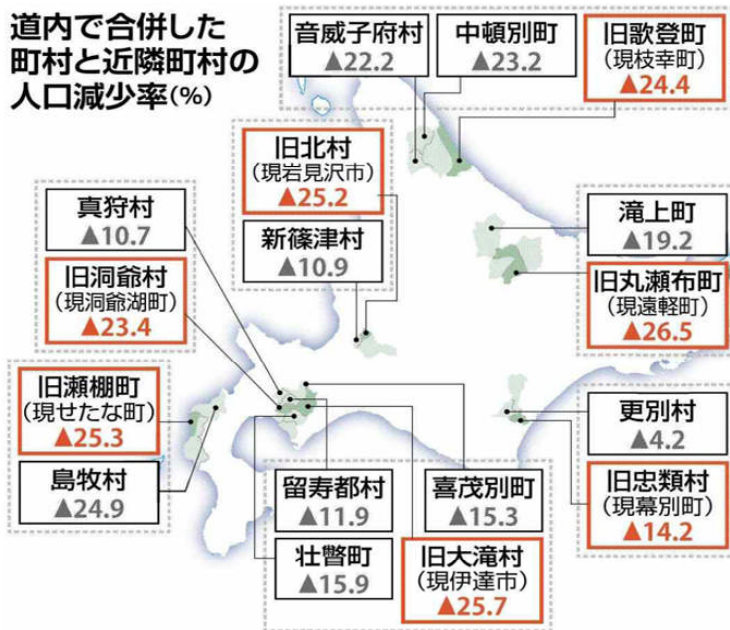 道内で合併した
町村と近隣町村の
人口減少率(%)
音威子府村
▲22.2
中頓別町
▲23.2
旧歌登町
(現枝幸町)
▲24.4
旧北村
(現岩見沢市)
▲25.2
新篠津村
▲10.9
真狩村
▲10.7
旧洞爺村
(現洞爺湖町)
▲23.4
滝上町
▲19.2
旧丸瀬布町
(現遠軽町)
▲26.5
旧瀬棚町
(現せたな町)
▲25.3
島牧村
▲24.9
留寿都村
▲11.9
壮瞥町
▲15.9
喜茂別町
▲15.3
旧大滝村
(現伊達市)
▲25.7
更別村
▲4.2
旧忠類村
(現幕別町)
▲14.2